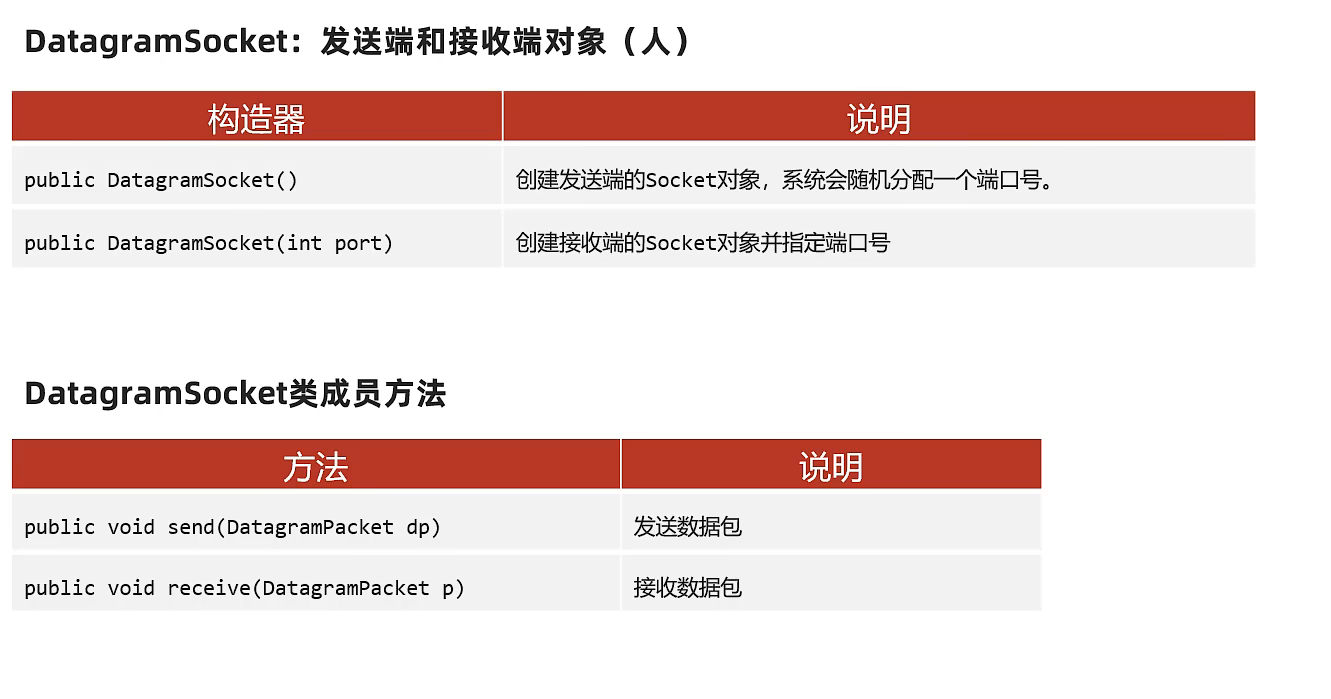 DatagramSocket：发送端和接收端对象（人）
构造器 说明
public DatagramSocket() 创建发送端的Socket对象，系统会随机分配一个端口号。
public DatagramSocket(int port) 创建接收端的Socket对象并指定端口号
DatagramSocket类成员方法
方法 说明
public void send(DatagramPacket dp) 发送数据包
public void receive(DatagramPacket p) 接收数据包